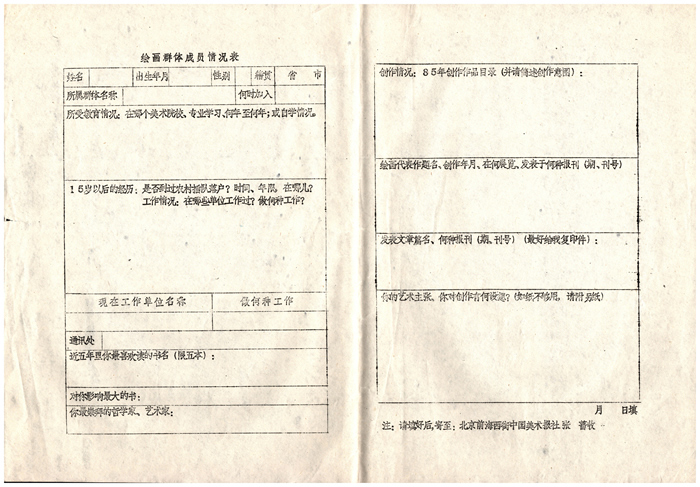 绘画群体成员情况表
姓名 出生年月 性别 籍贯 省 市
所属群体名称 何时加入
所受教育情况: 在哪个美术院校、专业学习、何年至何年; 或自学情况。
15岁以后的经历: 是否到过农村插队落户? 时间、年限, 在哪儿?
工作情况: 在哪些单位工作过? 做何种工作?
现在工作单位名称 做何种工作
通讯处
近五年里你最喜欢读的书名 (限五本):
对你影响最大的书:
你最崇拜的哲学家、艺术家:
创作情况: 85年创作作品目录 (并请简述创作意图):
绘画代表作题名、创作年月、在何展览、发表于何种报刊 (期、刊号)
发表文章篇名、何种报刊 (期、刊号) (最好给我复印件):
你的艺术主张、你对创作有何设想? (如纸不够用, 请附另纸)
月 日填
注: 请填好后, 寄至: 北京前海西街中国美术报社 张 蔷收